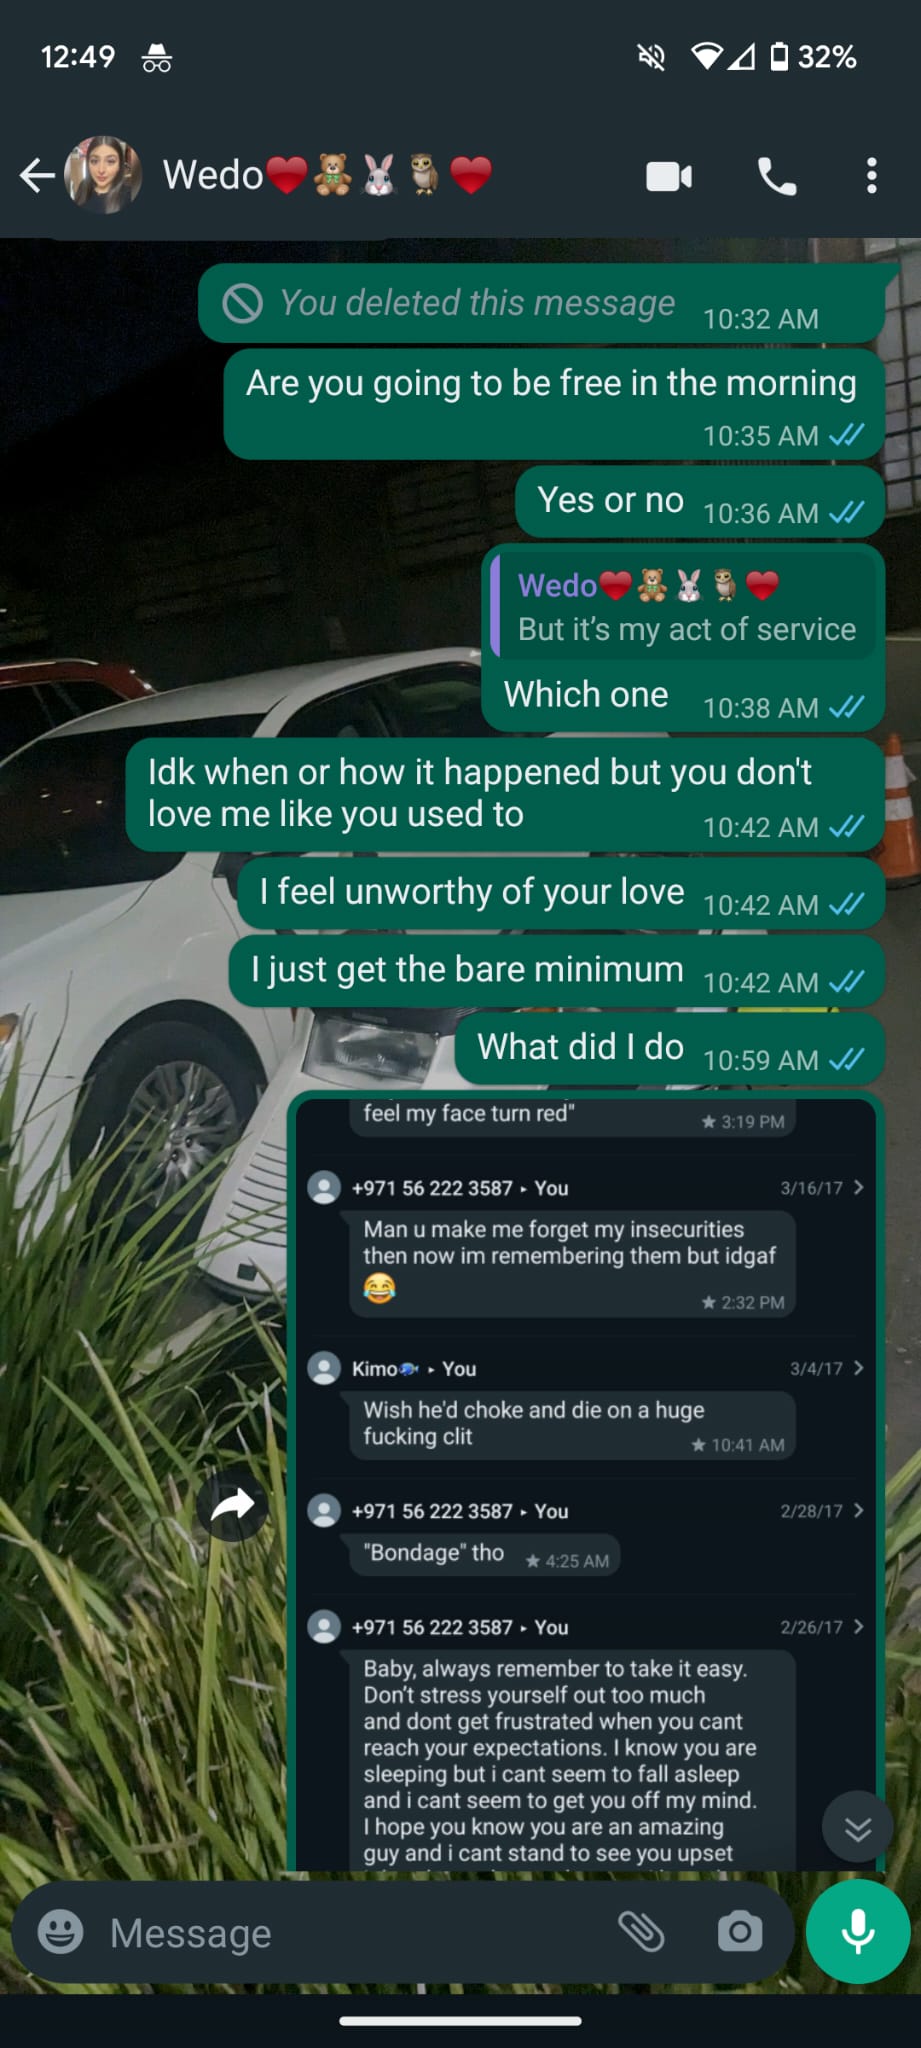 12:49
32%
Wedo❤️🧸🐰🦉❤️
You deleted this message 10:32 AM
Are you going to be free in the morning
10:35 AM
Yes or no 10:36 AM
Wedo❤️🧸🐰🦉❤️
But it's my act of service
Which one 10:38 AM
Idk when or how it happened but you don't
love me like you used to 10:42 AM
I feel unworthy of your love 10:42 AM
I just get the bare minimum 10:42 AM
What did I do 10:59 AM
feel my face turn red"
★ 3:19 PM
+971 56 222 3587 ▸ You 3/16/17
Man u make me forget my insecurities
then now im remembering them but idgaf
😂
★ 2:32 PM
Kimo🐟 ▸ You 3/4/17
Wish he'd choke and die on a huge
fucking clit ★ 10:41 AM
+971 56 222 3587 ▸ You 2/28/17
"Bondage" tho ★ 4:25 AM
+971 56 222 3587 ▸ You 2/26/17
Baby, always remember to take it easy.
Don't stress yourself out too much
and dont get frustrated when you cant
reach your expectations. I know you are
sleeping but i cant seem to fall asleep
and i cant seem to get you off my mind.
I hope you know you are an amazing
guy and i cant stand to see you upset
Message